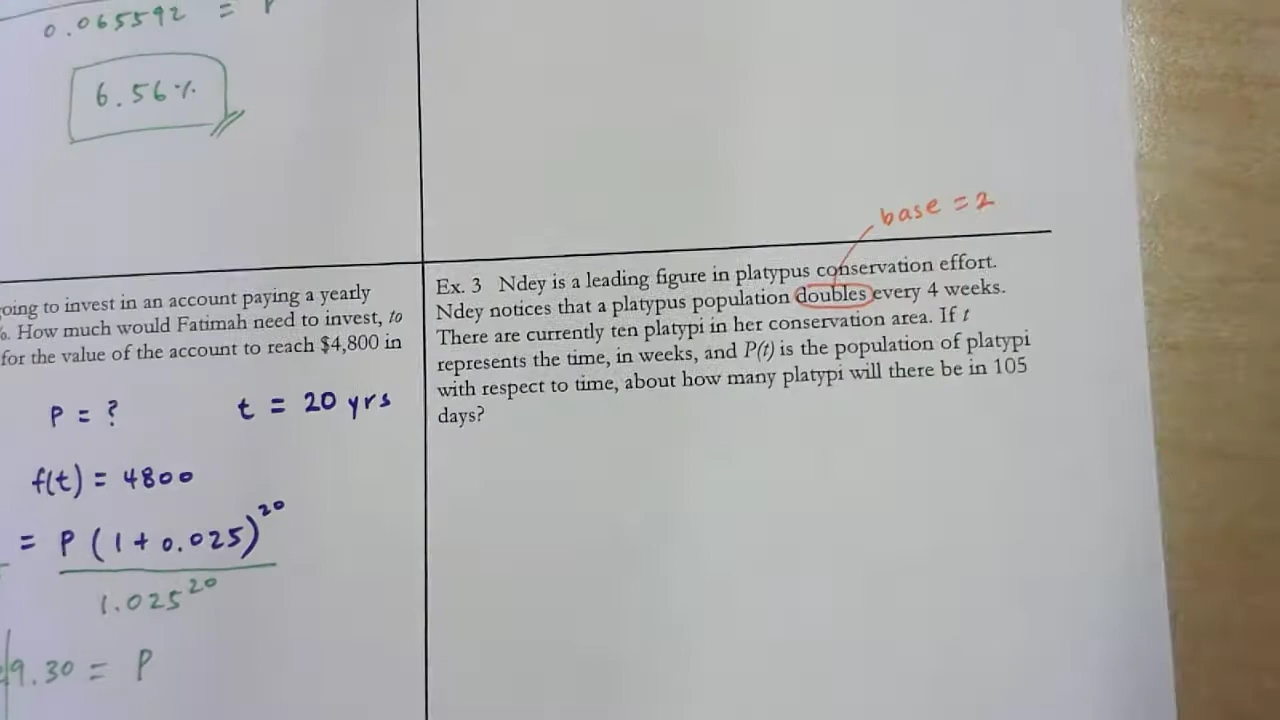 0.065592 =
6.56%
base = 2
going to invest in an account paying a yearly
%. How much would Fatimah need to invest, to
for the value of the account to reach $4,800 in
P = ?
t = 20 yrs
f(t) = 4800
= P (1 + 0.025)^20
1.025^20
9.30 = P
Ex. 3 Ndey is a leading figure in platypus conservation effort.
Ndey notices that a platypus population doubles every 4 weeks.
There are currently ten platypi in her conservation area. If t
represents the time, in weeks, and P(t) is the population of platypi
with respect to time, about how many platypi will there be in 105
days?